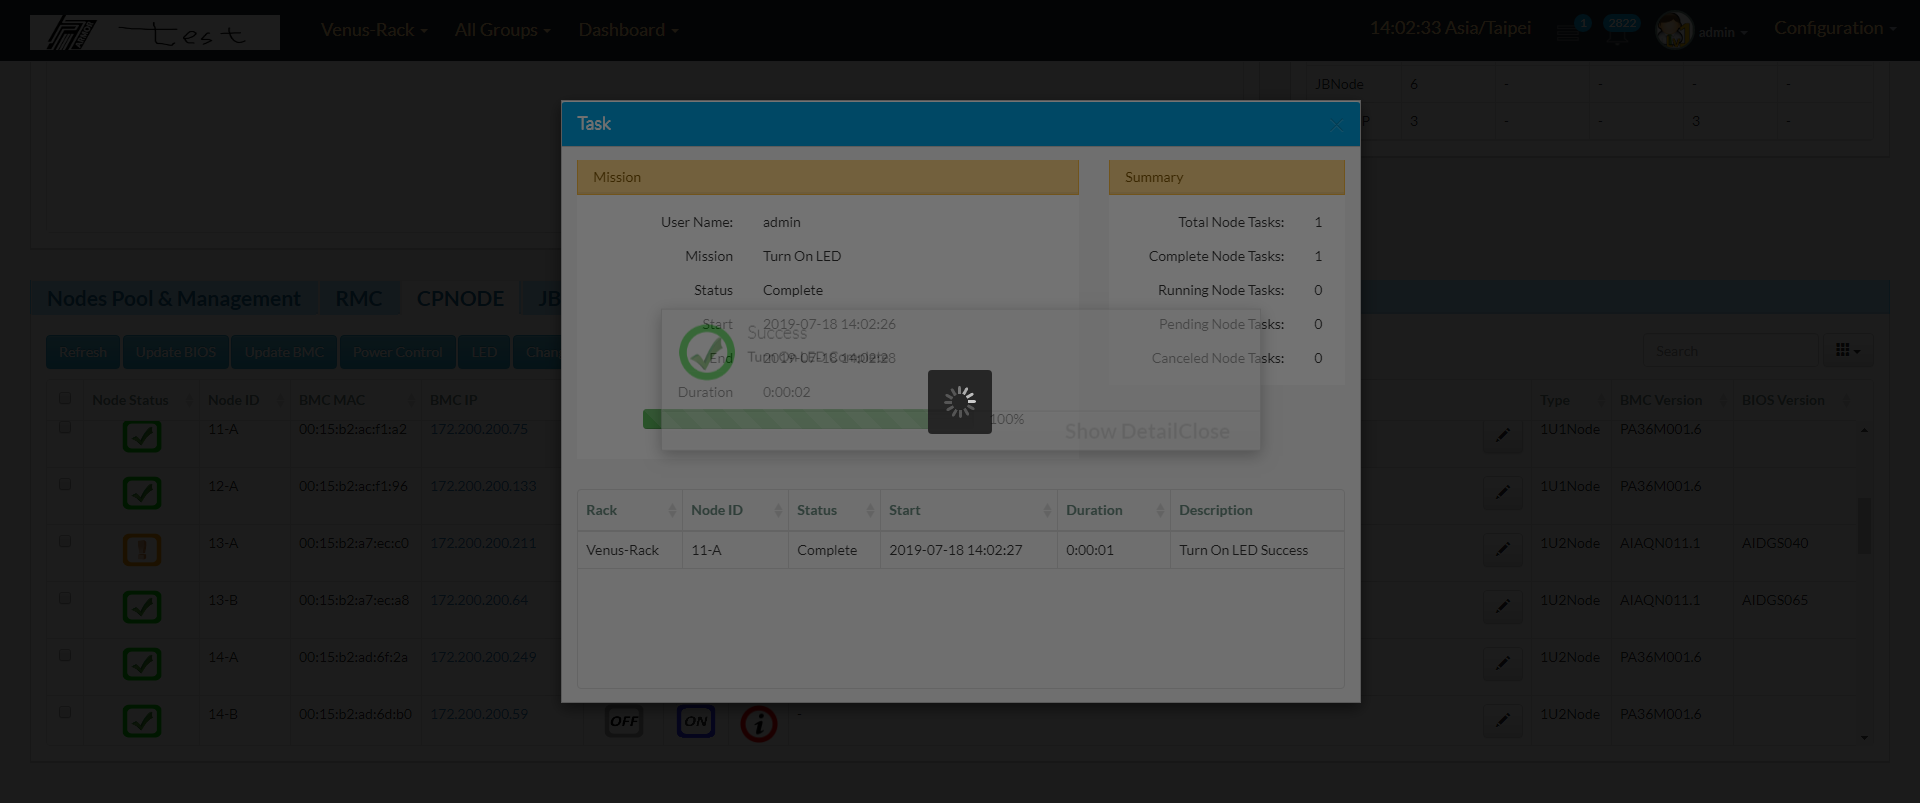 test Venus-Rack All Groups Dashboard 14:02:33 Asia/Taipei 1 2822 admin Configuration
JBNode 6 - - - -
P 3 - - 3 -
Task
Mission Summary
User Name: admin Total Node Tasks: 1
Mission Turn On LED Complete Node Tasks: 1
Status Complete Running Node Tasks: 0
Start 2019-07-18 14:02:26 Pending Node Tasks: 0
End 2019-07-18 14:02:28 Canceled Node Tasks: 0
Duration 0:00:02
100%
Success
Turn On LED Complete
Show Detail Close
Nodes Pool & Management RMC CPNODE JB
Refresh Update BIOS Update BMC Power Control LED Chan Search
Node Status Node ID BMC MAC BMC IP Type BMC Version BIOS Version
11-A 00:15:b2:ac:f1:a2 172.200.200.75 1U1Node PA36M001.6
12-A 00:15:b2:ac:f1:96 172.200.200.133 1U1Node PA36M001.6
13-A 00:15:b2:a7:ec:c0 172.200.200.211 1U2Node AIAQN011.1 AIDGS040
13-B 00:15:b2:a7:ec:a8 172.200.200.64 1U2Node AIAQN011.1 AIDGS065
14-A 00:15:b2:ad:6f:2a 172.200.200.249 1U2Node PA36M001.6
14-B 00:15:b2:ad:6d:b0 172.200.200.59 OFF ON i - 1U2Node PA36M001.6
Rack Node ID Status Start Duration Description
Venus-Rack 11-A Complete 2019-07-18 14:02:27 0:00:01 Turn On LED Success